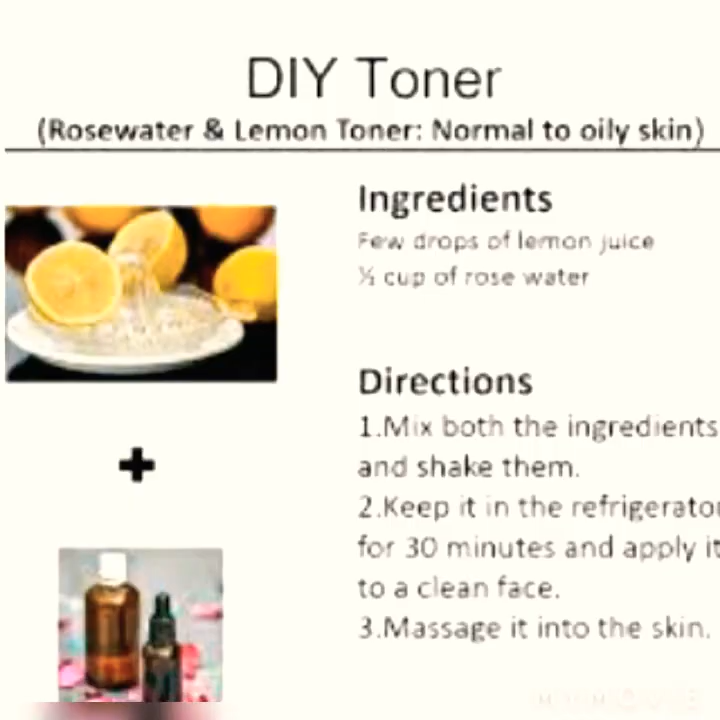 DIY Toner
(Rosewater & Lemon Toner: Normal to oily skin)
Ingredients
Few drops of lemon juice
½ cup of rose water
Directions
1.Mix both the ingredients
and shake them.
2.Keep it in the refrigerato
for 30 minutes and apply it
to a clean face.
3.Massage it into the skin.